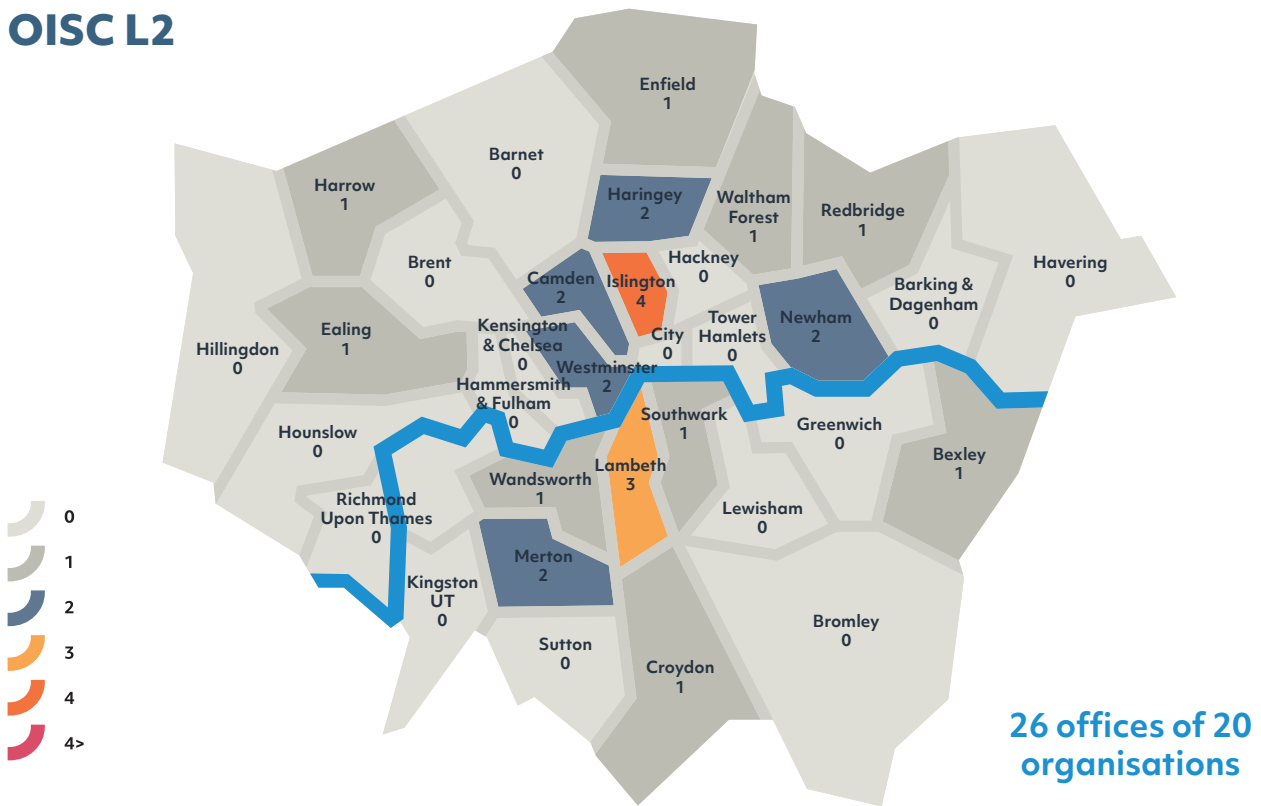 OISC L2
Enfield
1
Barnet
0
Harrow
1
Haringey
2
Waltham
Forest
1
Redbridge
1
Brent
0
Camden
2
Islington
4
Hackney
0
Havering
0
Barking &
Dagenham
0
Hillingdon
0
Ealing
1
Kensington
& Chelsea
0
City
0
Tower
Hamlets
0
Newham
2
Westminster
2
Hammersmith
& Fulham
0
Hounslow
0
Southwark
1
Greenwich
0
Bexley
1
Lambeth
3
Wandsworth
1
Richmond
Upon Thames
0
Lewisham
0
Merton
2
Kingston
UT
0
Sutton
0
Croydon
1
Bromley
0
0
1
2
3
4
4>
26 offices of 20
organisations